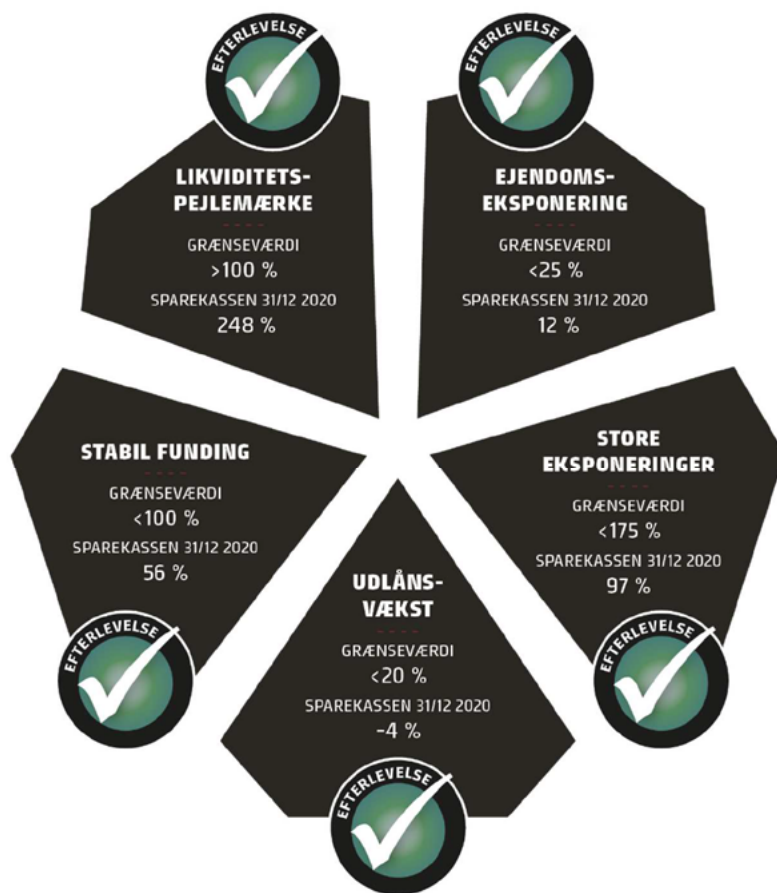 EFTERLEVELSE
LIKVIDITETS-
PEJLEMÆRKE
GRÆNSEVÆRDI
>100 %
SPAREKASSEN 31/12 2020
248 %
EFTERLEVELSE
EJENDOMS-
EKSPONERING
GRÆNSEVÆRDI
<25 %
SPAREKASSEN 31/12 2020
12 %
STABIL FUNDING
GRÆNSEVÆRDI
<100 %
SPAREKASSEN 31/12 2020
56 %
EFTERLEVELSE
STORE
EKSPONERINGER
GRÆNSEVÆRDI
<175 %
SPAREKASSEN 31/12 2020
97 %
EFTERLEVELSE
UDLÅNS-
VÆKST
GRÆNSEVÆRDI
<20 %
SPAREKASSEN 31/12 2020
-4 %
EFTERLEVELSE